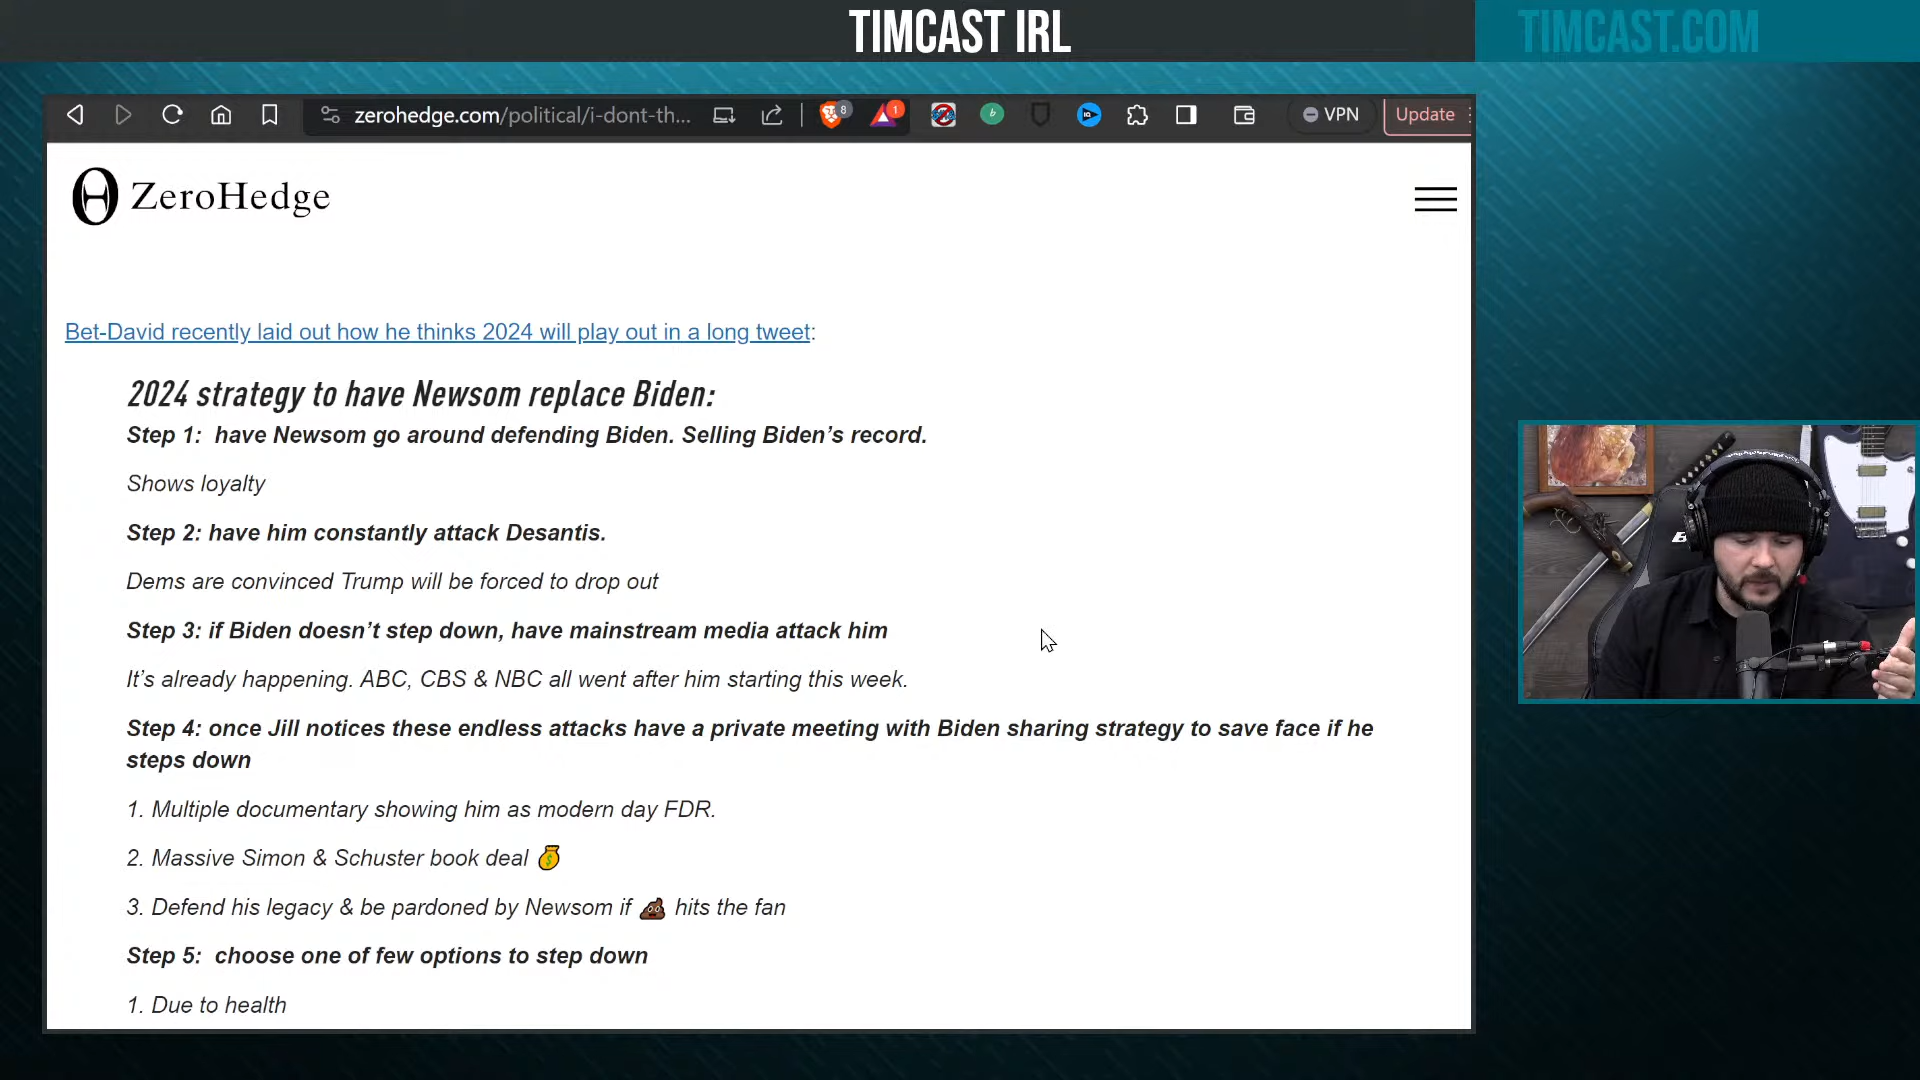 TIMCAST IRL
TIMCAST.COM
zerohedge.com/political/i-dont-th...
8
1
b
VPN
Update
ZeroHedge
Bet-David recently laid out how he thinks 2024 will play out in a long tweet:
2024 strategy to have Newsom replace Biden:
Step 1: have Newsom go around defending Biden. Selling Biden’s record.
Shows loyalty
Step 2: have him constantly attack Desantis.
Dems are convinced Trump will be forced to drop out
Step 3: if Biden doesn’t step down, have mainstream media attack him
It’s already happening. ABC, CBS & NBC all went after him starting this week.
Step 4: once Jill notices these endless attacks have a private meeting with Biden sharing strategy to save face if he
steps down
1. Multiple documentary showing him as modern day FDR.
2. Massive Simon & Schuster book deal 💰
3. Defend his legacy & be pardoned by Newsom if 💩 hits the fan
Step 5: choose one of few options to step down
1. Due to health